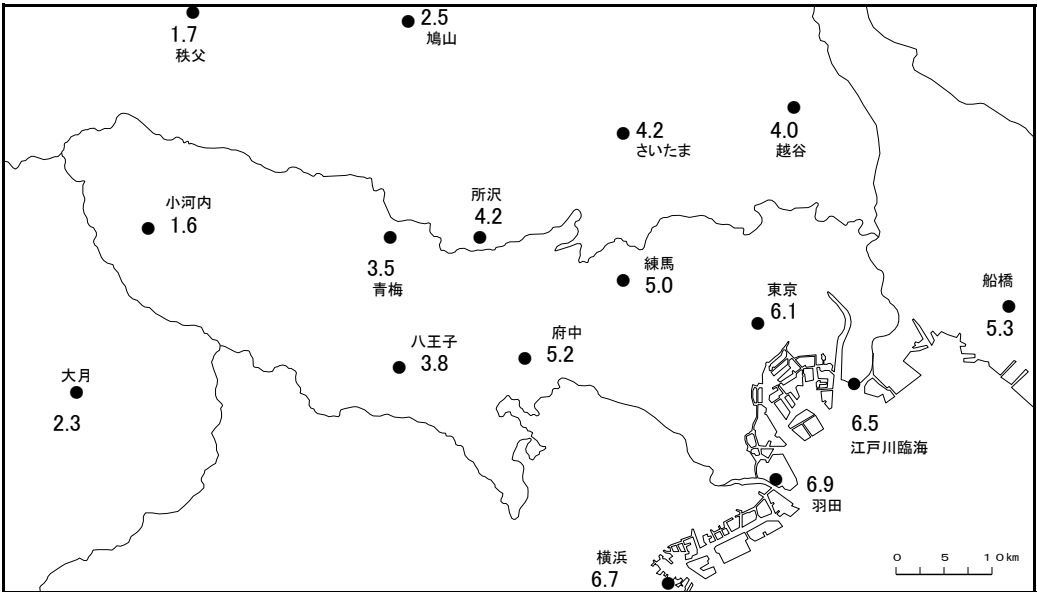 1.7
秩父
2.5
鳩山
4.2
さいたま
4.0
越谷
小河内
1.6
所沢
4.2
3.5
青梅
練馬
5.0
東京
6.1
船橋
5.3
八王子
3.8
府中
5.2
大月
2.3
6.5
江戸川臨海
6.9
羽田
横浜
6.7
0 5 10km